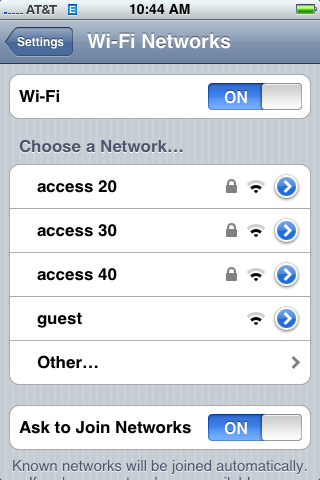 AT&T E 10:44 AM
Settings Wi-Fi Networks
Wi-Fi ON
Choose a Network...
access 20
access 30
access 40
guest
Other...
Ask to Join Networks ON
Known networks will be joined automatically.